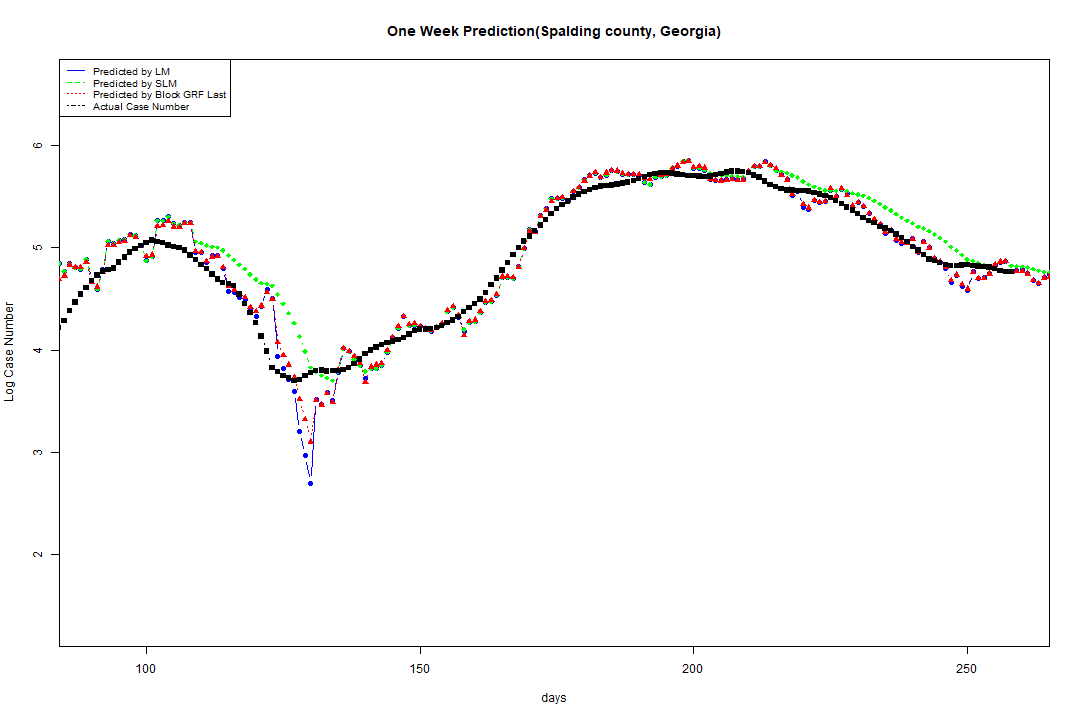 One Week Prediction(Spalding county, Georgia)
Predicted by LM
Predicted by SLM
Predicted by Block GRF Last
Actual Case Number
6
5
4
3
2
Log Case Number
100 150 200 250
days